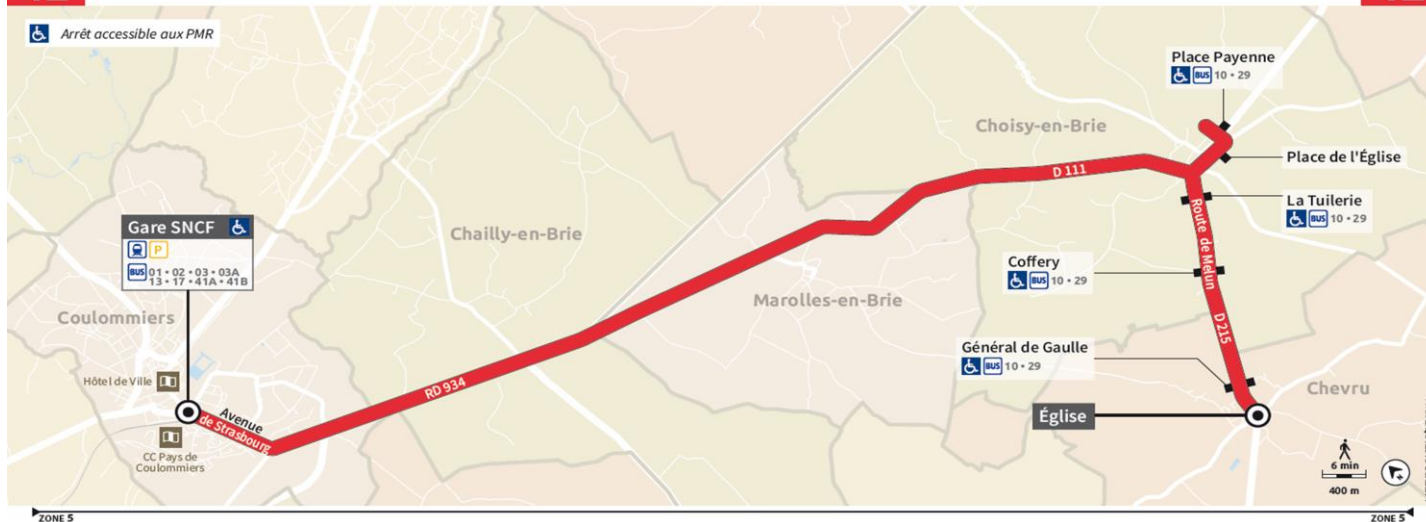 Arrêt accessible aux PMR
Place Payenne
BUS 10 • 29
Choisy-en-Brie
Place de l'Église
D 111
La Tuilerie
BUS 10 • 29
Route de Melun
Gare SNCF
P
BUS 01 • 02 • 03 • 03A
13 • 17 • 41A • 41B
Chailly-en-Brie
Coffery
BUS 10 • 29
Marolles-en-Brie
Coulommiers
D 215
Général de Gaulle
BUS 10 • 29
Hôtel de Ville
RD 934
Chevru
Avenue
de Strasbourg
Église
CC Pays de
Coulommiers
6 min
400 m
ZONE 5
ZONE 5